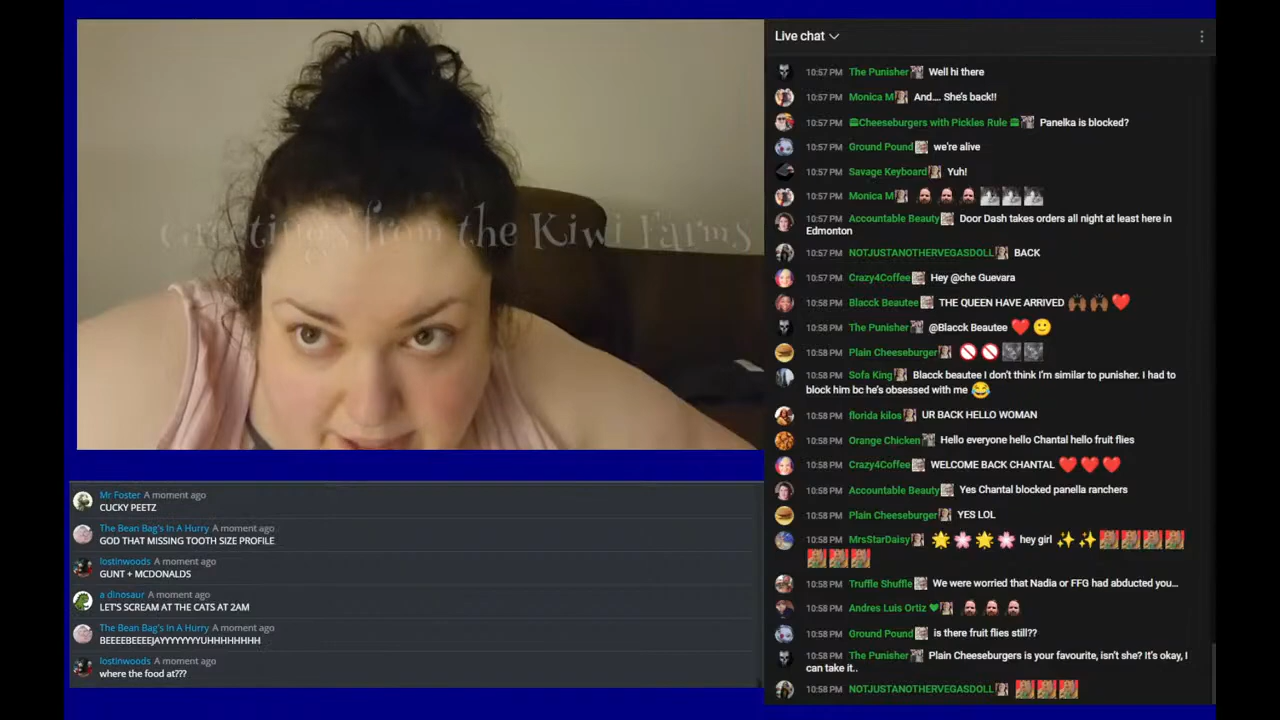 Greetings from the Kiwi Farms
Mr Foster A moment ago
CUCKY PEETZ
The Bean Bag's In A Hurry A moment ago
GOD THAT MISSING TOOTH SIZE PROFILE
lostinwoods A moment ago
GUNT + MCDONALDS
a dinosaur A moment ago
LET'S SCREAM AT THE CATS AT 2AM
The Bean Bag's In A Hurry A moment ago
BEEEEBEEEEJAYYYYYYYYUHHHHHHHH
lostinwoods A moment ago
where the food at???
Live chat
10:57 PM The Punisher Well hi there
10:57 PM Monica M And.... She's back!!
10:57 PM Cheeseburgers with Pickles Rule Panelka is blocked?
10:57 PM Ground Pound we're alive
10:57 PM Savage Keyboard Yuh!
10:57 PM Monica M
10:57 PM Accountable Beauty Door Dash takes orders all night at least here in
Edmonton
10:57 PM NOTJUSTANOTHERVEGASDOLL BACK
10:57 PM Crazy4Coffee Hey @che Guevara
10:58 PM Blacck Beautee THE QUEEN HAVE ARRIVED 🙌🏾🙌🏾❤️
10:58 PM The Punisher @Blacck Beautee ❤️🙂
10:58 PM Plain Cheeseburger 🚫🚫
10:58 PM Sofa King Blacck beautee I don't think I'm similar to punisher. I had to
block him bc he's obsessed with me 😂
10:58 PM florida kilos UR BACK HELLO WOMAN
10:58 PM Orange Chicken Hello everyone hello Chantal hello fruit flies
10:58 PM Crazy4Coffee WELCOME BACK CHANTAL ❤️❤️❤️
10:58 PM Accountable Beauty Yes Chantal blocked panella ranchers
10:58 PM Plain Cheeseburger YES LOL
10:58 PM MrsStarDaisy 🌟🌸🌟🌸 hey girl ✨✨
10:58 PM Truffle Shuffle We were worried that Nadia or FFG had abducted you...
10:58 PM Andres Luis Ortiz 💚
10:58 PM Ground Pound is there fruit flies still??
10:58 PM The Punisher Plain Cheeseburgers is your favourite, isn't she? It's okay, I
can take it..
10:58 PM NOTJUSTANOTHERVEGASDOLL